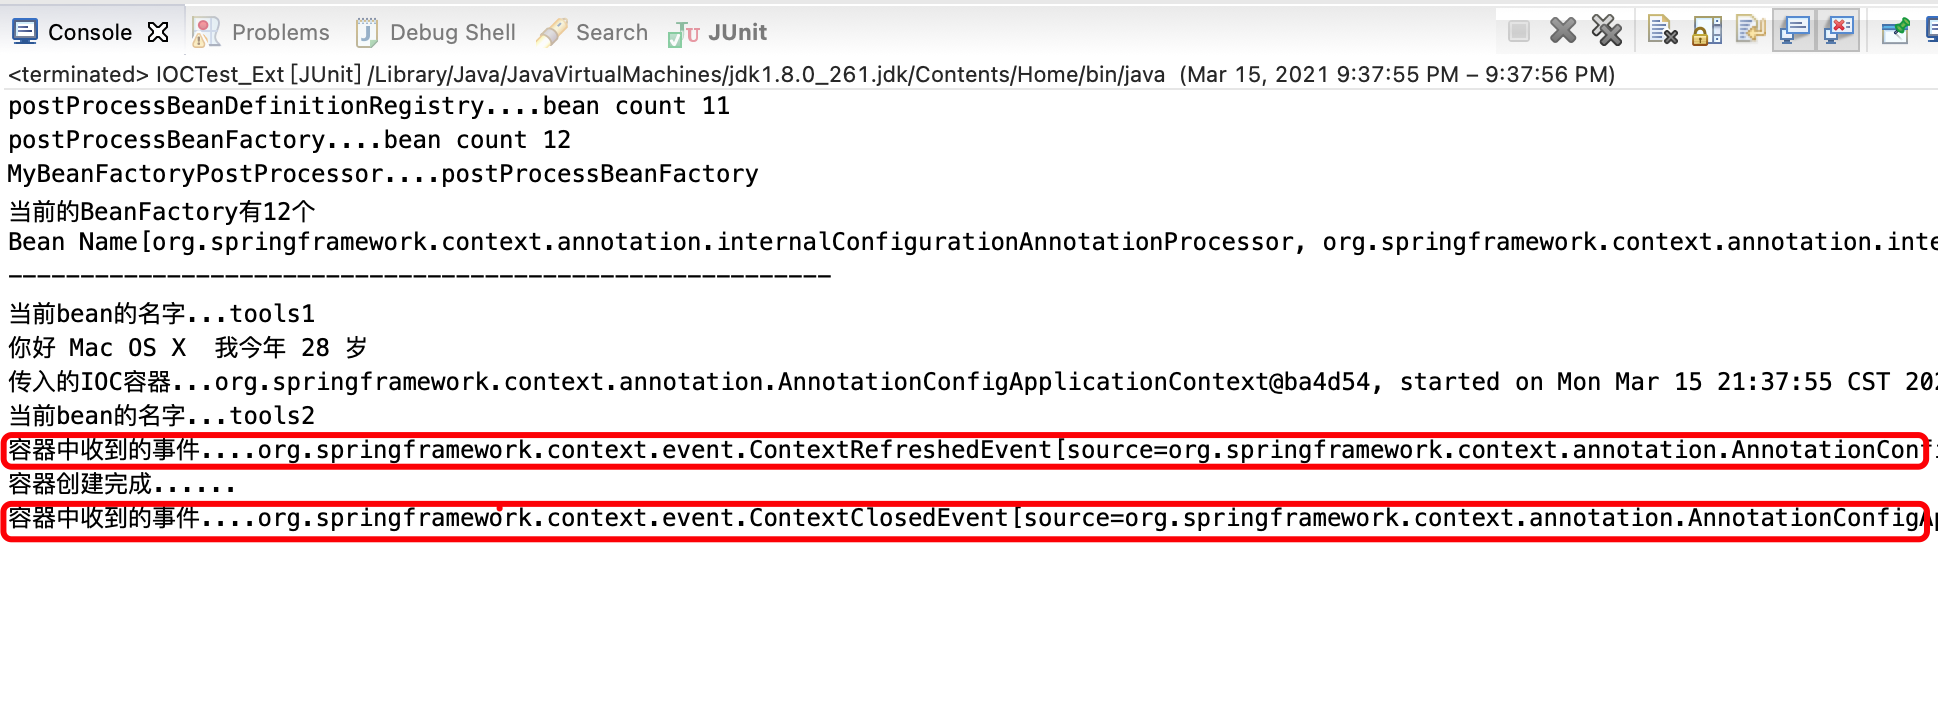 Console Problems Debug Shell Search JUnit
<terminated> IOCTest_Ext [JUnit] /Library/Java/JavaVirtualMachines/jdk1.8.0_261.jdk/Contents/Home/bin/java (Mar 15, 2021 9:37:55 PM – 9:37:56 PM)
postProcessBeanDefinitionRegistry....bean count 11
postProcessBeanFactory....bean count 12
MyBeanFactoryPostProcessor....postProcessBeanFactory
当前的BeanFactory有12个
Bean Name[org.springframework.context.annotation.internalConfigurationAnnotationProcessor, org.springframework.context.annotation.inte
---------------------------------------------------------
当前bean的名字...tools1
你好 Mac OS X  我今年 28 岁
传入的IOC容器...org.springframework.context.annotation.AnnotationConfigApplicationContext@ba4d54, started on Mon Mar 15 21:37:55 CST 202
当前bean的名字...tools2
容器中收到的事件....org.springframework.context.event.ContextRefreshedEvent[source=org.springframework.context.annotation.AnnotationConfi
容器创建完成......
容器中收到的事件....org.springframework.context.event.ContextClosedEvent[source=org.springframework.context.annotation.AnnotationConfigAp